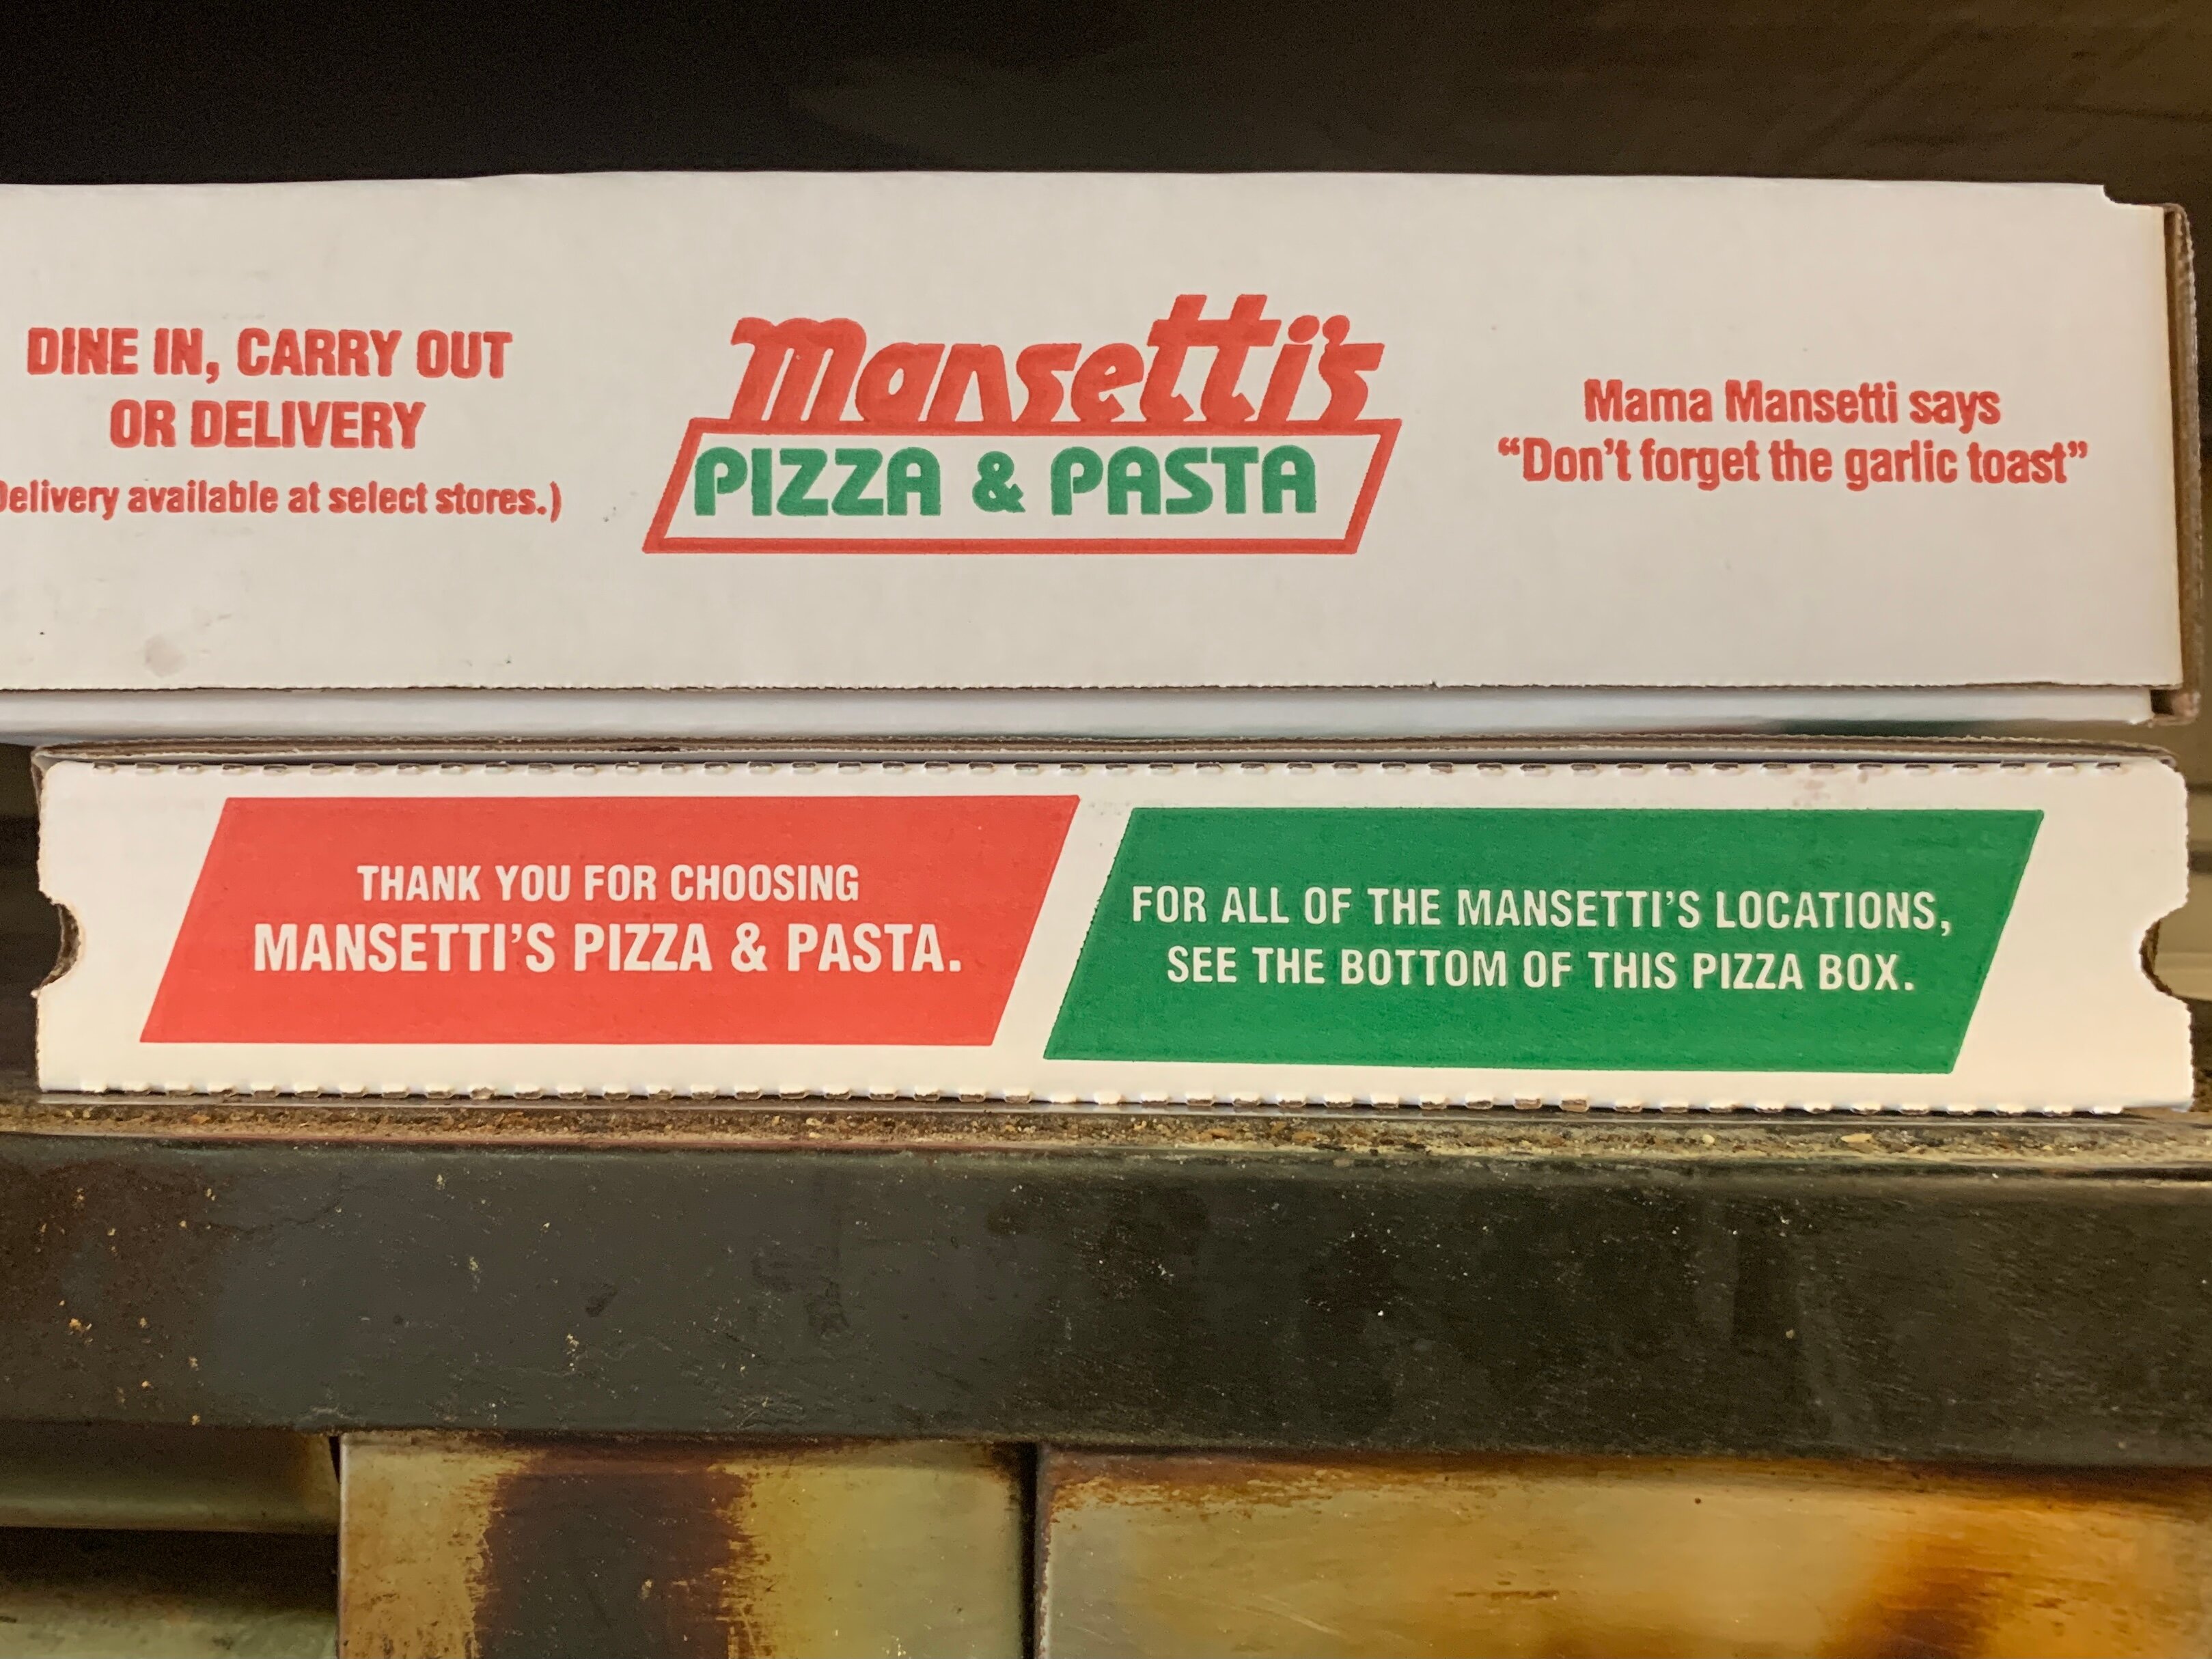 DINE IN, CARRY OUT
OR DELIVERY
Delivery available at select stores.)
Mansetti's
PIZZA & PASTA
Mama Mansetti says
“Don't forget the garlic toast”
THANK YOU FOR CHOOSING
MANSETTI'S PIZZA & PASTA.
FOR ALL OF THE MANSETTI'S LOCATIONS,
SEE THE BOTTOM OF THIS PIZZA BOX.